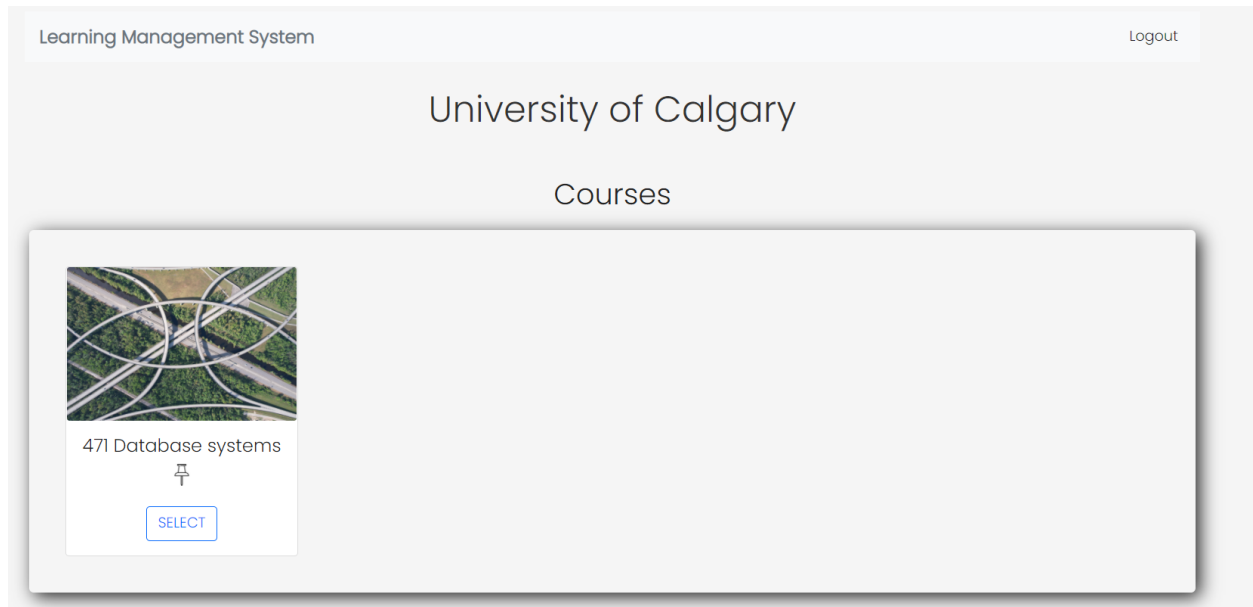 Learning Management System
Logout
University of Calgary
Courses
471 Database systems
SELECT